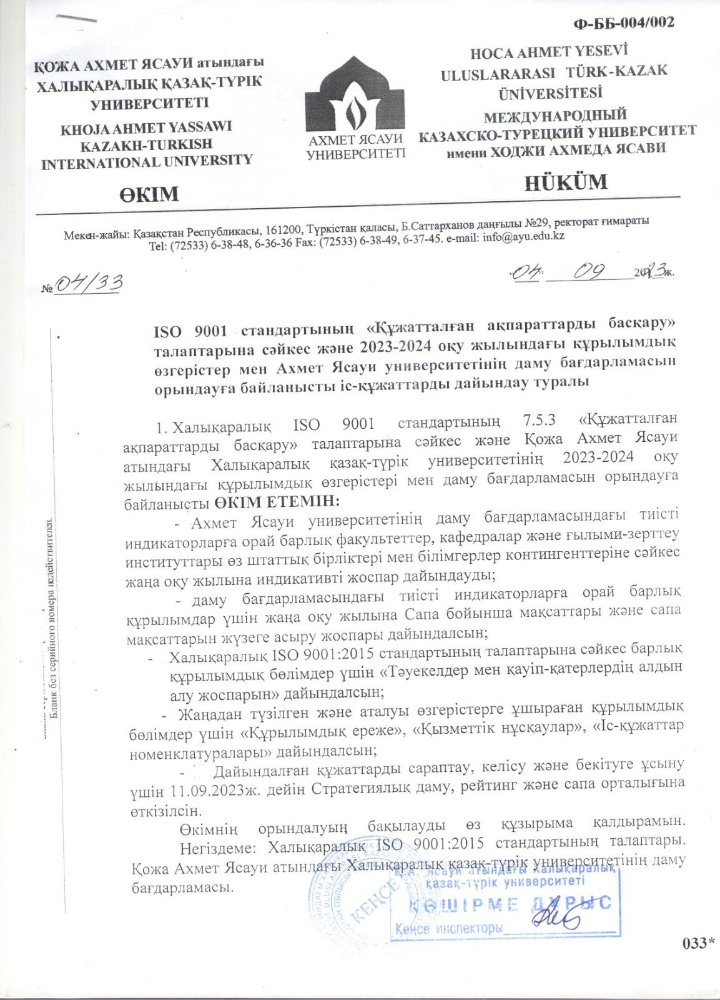 Ф-ББ-004/002
ҚОЖА АХМЕТ ЯСАУИ атындағы
ХАЛЫҚАРАЛЫҚ ҚАЗАҚ-ТҮРІК
УНИВЕРСИТЕТІ
KHOJA AHMET YASSAWI
KAZAKH-TURKISH
INTERNATIONAL UNIVERSITY
ӨКІМ
АХМЕТ ЯСАУИ
УНИВЕРСИТЕТІ
HOCA AHMET YESEVİ
ULUSLARARASI TÜRK-KAZAK
ÜNİVERSİTESİ
МЕЖДУНАРОДНЫЙ
КАЗАХСКО-ТУРЕЦКИЙ УНИВЕРСИТЕТ
имени ХОДЖИ АХМЕДА ЯСАВИ
HÜKÜM
Мекен-жайы: Қазақстан Республикасы, 161200, Түркістан қаласы, Б.Саттарханов даңғылы №29, ректорат ғимараты
Tel: (72533) 6-38-48, 6-36-36 Fax: (72533) 6-38-49, 6-37-45. e-mail: info@ayu.edu.kz
№ 04/33
"04" 09 2023ж.
ISO 9001 стандартының «Құжатталған ақпараттарды басқару»
талаптарына сәйкес және 2023-2024 оқу жылындағы құрылымдық
өзгерістер мен Ахмет Ясауи университетінің даму бағдарламасын
орындауға байланысты іс-құжаттарды дайындау туралы
1. Халықаралық ISO 9001 стандартының 7.5.3 «Құжатталған
ақпараттарды басқару» талаптарына сәйкес және Қожа Ахмет Ясауи
атындағы Халықаралық қазақ-түрік университетінің 2023-2024 оқу
жылындағы құрылымдық өзгерістері мен даму бағдарламасын орындауға
байланысты ӨКІМ ЕТЕМІН:
- Ахмет Ясауи университетінің даму бағдарламасындағы тиісті
индикаторларға орай барлық факультеттер, кафедралар және ғылыми-зерттеу
институттары өз штаттық бірліктері мен білімгерлер контингенттеріне сәйкес
жаңа оқу жылына индикативті жоспар дайындауды;
- даму бағдарламасындағы тиісті индикаторларға орай барлық
құрылымдар үшін жаңа оқу жылына Сапа бойынша мақсаттары және сапа
мақсаттарын жүзеге асыру жоспары дайындалсын;
- Халықаралық ISO 9001:2015 стандартының талаптарына сәйкес барлық
құрылымдық бөлімдер үшін «Тәуекелдер мен қауіп-қатерлердің алдын
алу жоспарын» дайындалсын;
- Жаңадан түзілген және аталуы өзгерістерге ұшыраған құрылымдық
бөлімдер үшін «Құрылымдық ереже», «Қызметтік нұсқаулар», «Іс-құжаттар
номенклатуралары» дайындалсын;
- Дайындалған құжаттарды сараптау, келісу және бекітуге ұсыну
үшін 11.09.2023ж. дейін Стратегиялық даму, рейтинг және сапа орталығына
өткізілсін.
Өкімнің орындалуың бақылауды өз құзырыма қалдырамын.
Негіздеме: Халықаралық ISO 9001:2015 стандартының талаптары.
Қожа Ахмет Ясауи атындағы Халықаралық қазақ-түрік университетінің даму
бағдарламасы.
Қ.А. Ясауи атындағы Халықаралық
қазақ-түрік университеті
КӨШІРМЕ ДҰРЫС
Кеңсе инспекторы
КЕҢСЕ
033*
Бланк без серийного номера недействителен.